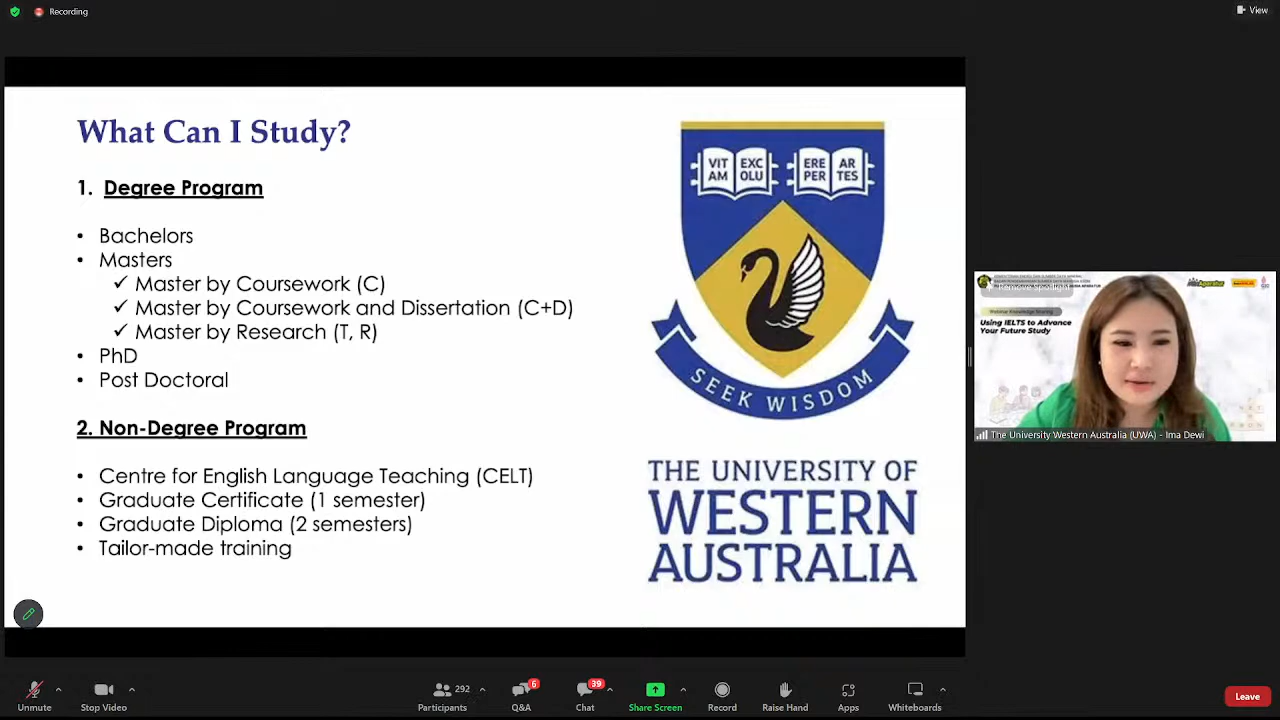 Recording
View
What Can I Study?
1. Degree Program
• Bachelors
• Masters
✓ Master by Coursework (C)
✓ Master by Coursework and Dissertation (C+D)
✓ Master by Research (T, R)
• PhD
• Post Doctoral
2. Non-Degree Program
• Centre for English Language Teaching (CELT)
• Graduate Certificate (1 semester)
• Graduate Diploma (2 semesters)
• Tailor-made training
VIT AM EXC OLU ERE PER AR TES
SEEK WISDOM
THE UNIVERSITY OF
WESTERN
AUSTRALIA
Webinar Knowledge Sharing
Using IELTS to Advance
Your Future Study
The University Western Australia (UWA) - Ima Dewi
Unmute
Stop Video
292
Participants
6
Q&A
39
Chat
Share Screen
Record
Raise Hand
Apps
Whiteboards
Leave